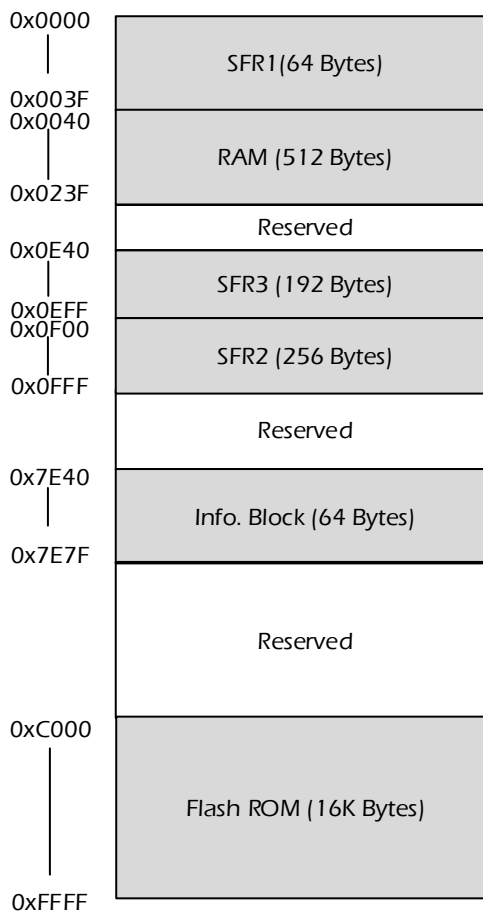 0x0000
SFR1(64 Bytes)
0x003F
0x0040
RAM (512 Bytes)
0x023F
Reserved
0x0E40
SFR3 (192 Bytes)
0x0EFF
0x0F00
SFR2 (256 Bytes)
0x0FFF
Reserved
0x7E40
Info. Block (64 Bytes)
0x7E7F
Reserved
0xC000
Flash ROM (16K Bytes)
0xFFFF